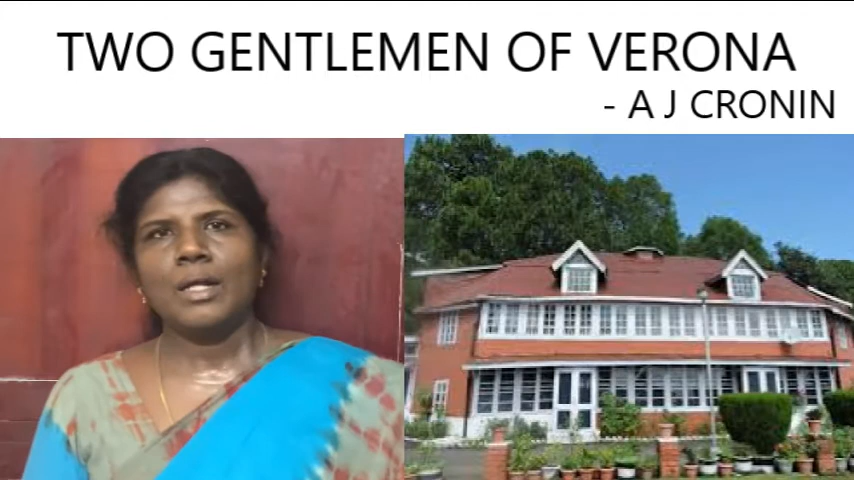 TWO GENTLEMEN OF VERONA
- A J CRONIN